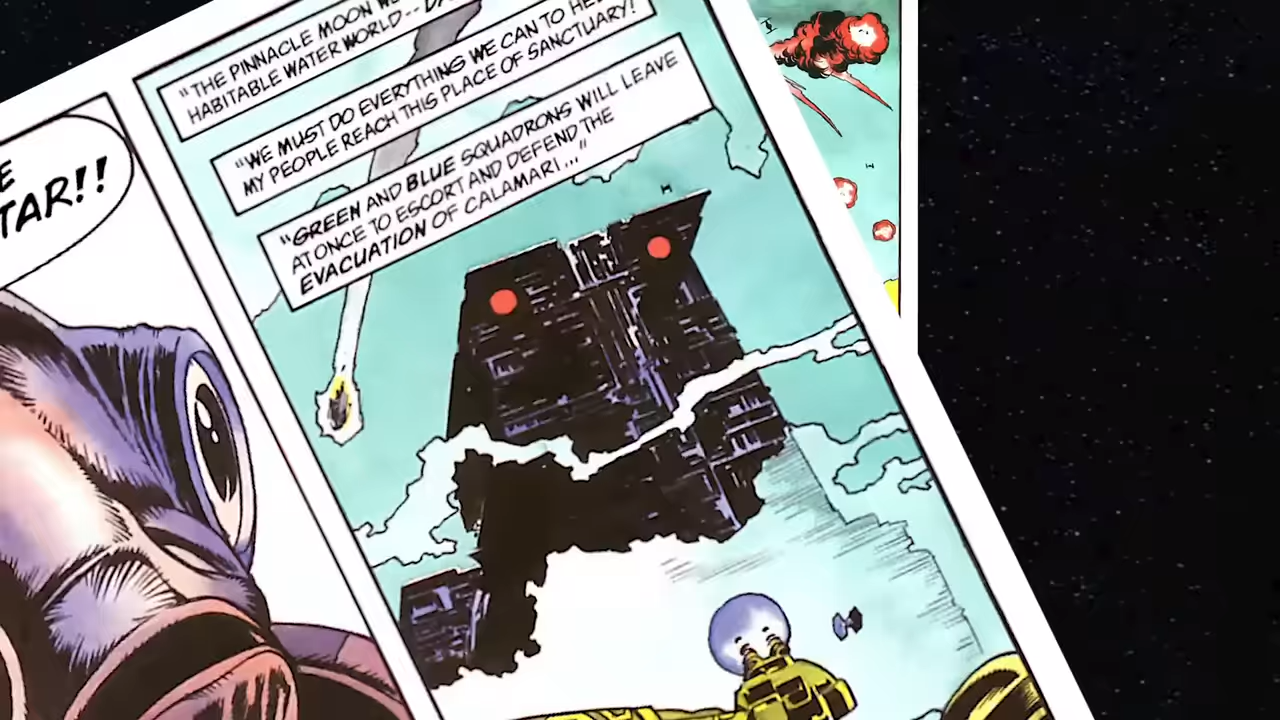 TAR!!
"THE PINNACLE MOON
HABITABLE WATER WORLD--
"WE MUST DO EVERYTHING WE CAN TO
MY PEOPLE REACH THIS PLACE OF SANCTUARY!
"GREEN AND BLUE SQUADRONS WILL LEAVE
AT ONCE TO ESCORT AND DEFEND THE
EVACUATION OF CALAMARI..."